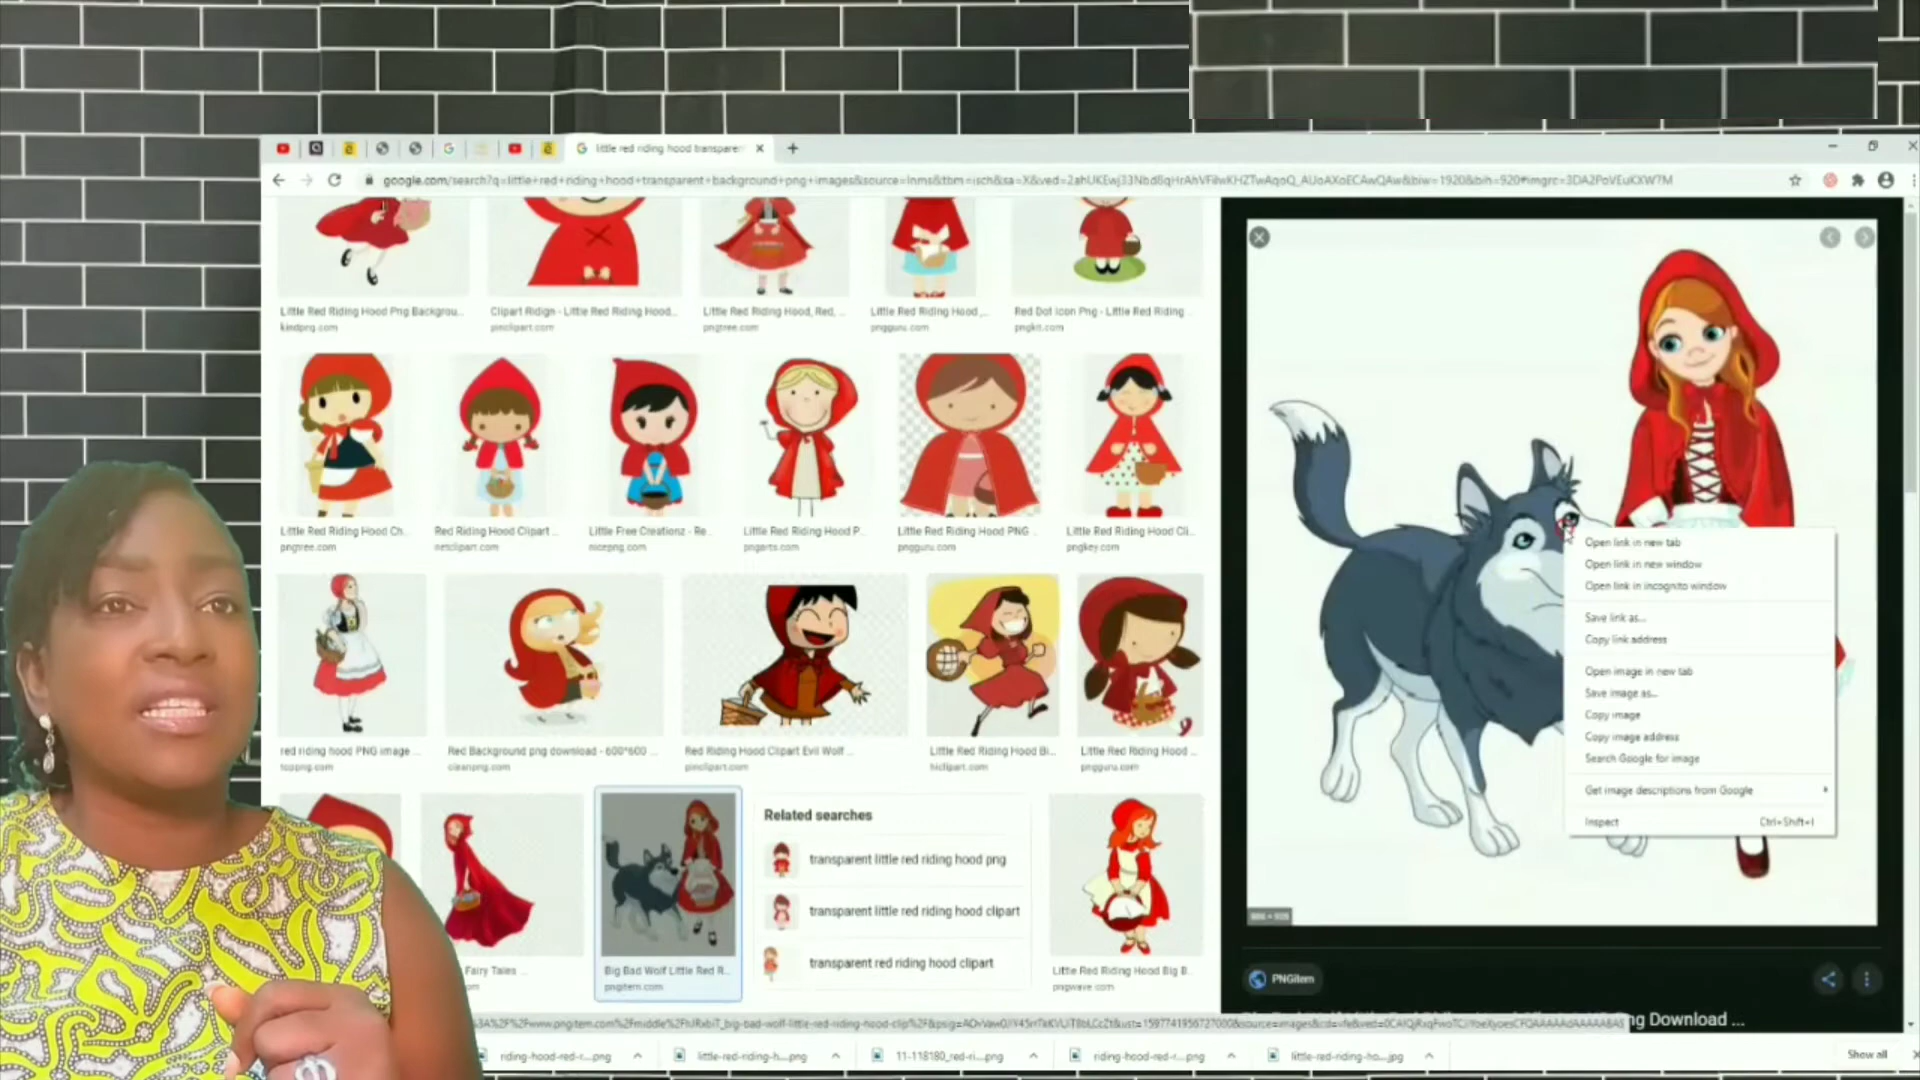 little red riding hood transparen
Little Red Riding Hood Png Backgrou...
kindpng.com
Clipart Ridign - Little Red Riding Hood...
pinclipart.com
Little Red Riding Hood, Red, ...
pngtree.com
Little Red Riding Hood ,...
pngguru.com
Red Dot Icon Png - Little Red Riding ...
pngkit.com
Little Red Riding Hood Ch...
pngtree.com
Red Riding Hood Clipart ...
netclipart.com
Little Free Creationz - Re...
nicepng.com
Little Red Riding Hood P...
pngarts.com
Little Red Riding Hood PNG ...
pngguru.com
Little Red Riding Hood Cli...
pngkey.com
red riding hood PNG image ...
toppng.com
Red Background png download - 600*600 ...
cleanpng.com
Red Riding Hood Clipart Evil Wolf ...
pinclipart.com
Little Red Riding Hood Bi...
hiclipart.com
Little Red Riding Hood ...
pngguru.com
Fairy Tales ...
Big Bad Wolf Little Red R...
pngitem.com
Related searches
transparent little red riding hood png
transparent little red riding hood clipart
transparent red riding hood clipart
Little Red Riding Hood Big B...
pngwave.com
Open link in new tab
Open link in new window
Open link in incognito window
Save link as...
Copy link address
Open image in new tab
Save image as...
Copy image
Copy image address
Search Google for image
Get image descriptions from Google
Inspect Ctrl+Shift+I
PNGitem
ng Download ...
riding-hood-red-r....png
little-red-riding-h....png
11-118180_red-ri....png
riding-hood-red-r....png
little-red-riding-ho....jpg
Show all